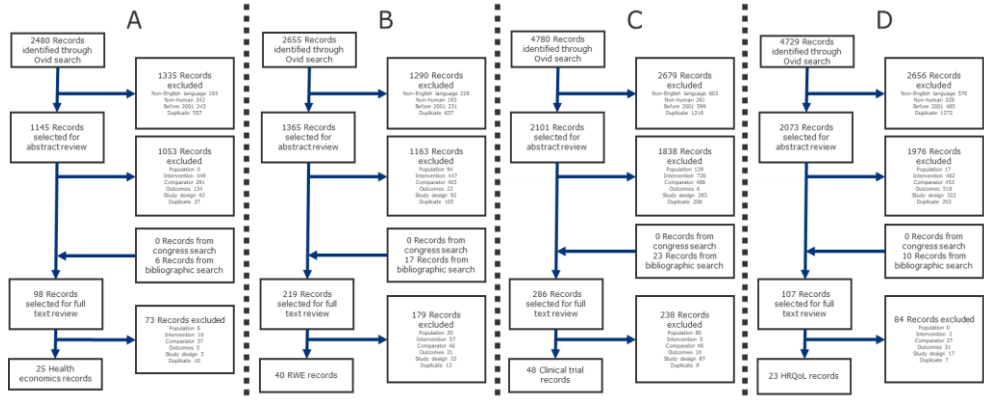 A
2480 Records
identified through
Ovid search
1335 Records
excluded
Non-English language 193
Non-human 342
Before 2001 243
Duplicate 557
1145 Records
selected for
abstract review
1053 Records
excluded
Population 0
Intervention 449
Comparator 291
Outcomes 134
Study design 92
Duplicate 37
0 Records from
congress search
6 Records from
bibliographic search
98 Records
selected for full
text review
73 Records excluded
Population 6
Intervention 10
Comparator 37
Outcomes 5
Study design 5
Duplicate 10
25 Health
economics records
B
2655 Records
identified through
Ovid search
1290 Records
excluded
Non-English language 229
Non-human 193
Before 2001 231
Duplicate 637
1365 Records
selected for
abstract review
1163 Records
excluded
Population 94
Intervention 447
Comparator 403
Outcomes 22
Study design 92
Duplicate 105
0 Records from
congress search
17 Records from
bibliographic search
219 Records
selected for full
text review
179 Records
excluded
Population 20
Intervention 57
Comparator 46
Outcomes 21
Study design 22
Duplicate 13
40 RWE records
C
4780 Records
identified through
Ovid search
2679 Records
excluded
Non-English language 603
Non-human 261
Before 2001 599
Duplicate 1216
2101 Records
selected for
abstract review
1838 Records
excluded
Population 129
Intervention 726
Comparator 488
Outcomes 6
Study design 283
Duplicate 206
0 Records from
congress search
23 Records from
bibliographic search
286 Records
selected for full
text review
238 Records
excluded
Population 80
Intervention 5
Comparator 48
Outcomes 10
Study design 87
Duplicate 8
48 Clinical trial
records
D
4729 Records
identified through
Ovid search
2656 Records
excluded
Non-English language 570
Non-human 329
Before 2001 485
Duplicate 1272
2073 Records
selected for
abstract review
1976 Records
excluded
Population 17
Intervention 462
Comparator 453
Outcomes 519
Study design 322
Duplicate 203
0 Records from
congress search
10 Records from
bibliographic search
107 Records
selected for full
text review
84 Records excluded
Population 0
Intervention 2
Comparator 27
Outcomes 31
Study design 17
Duplicate 7
23 HRQoL records